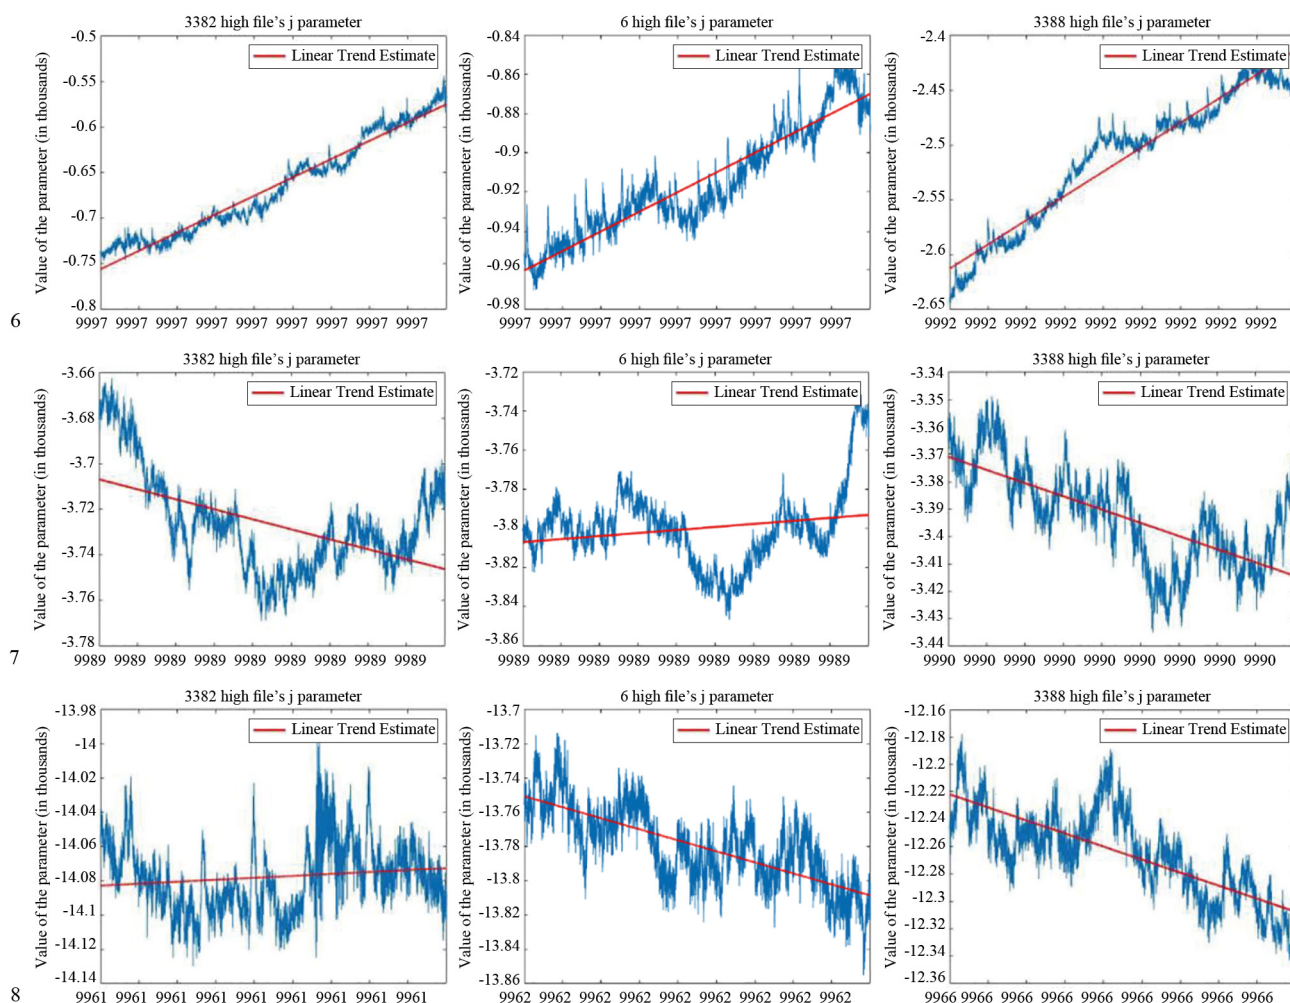 3382 high file's j parameter
Linear Trend Estimate
Value of the parameter (in thousands)
-0.5
-0.55
-0.6
-0.65
-0.7
-0.75
-0.8
9997 9997 9997 9997 9997 9997 9997 9997 9997
6 high file's j parameter
Linear Trend Estimate
Value of the parameter (in thousands)
-0.84
-0.86
-0.88
-0.9
-0.92
-0.94
-0.96
-0.98
9997 9997 9997 9997 9997 9997 9997 9997 9997
3388 high file's j parameter
Linear Trend Estimate
Value of the parameter (in thousands)
-2.4
-2.45
-2.5
-2.55
-2.6
-2.65
9992 9992 9992 9992 9992 9992 9992 9992 9992
6
3382 high file's j parameter
Linear Trend Estimate
Value of the parameter (in thousands)
-3.66
-3.68
-3.7
-3.72
-3.74
-3.76
-3.78
9989 9989 9989 9989 9989 9989 9989 9989 9989
6 high file's j parameter
Linear Trend Estimate
Value of the parameter (in thousands)
-3.72
-3.74
-3.76
-3.78
-3.8
-3.82
-3.84
-3.86
9989 9989 9989 9989 9989 9989 9989 9989 9989
3388 high file's j parameter
Linear Trend Estimate
Value of the parameter (in thousands)
-3.34
-3.35
-3.36
-3.37
-3.38
-3.39
-3.4
-3.41
-3.42
-3.43
-3.44
9990 9990 9990 9990 9990 9990 9990 9990 9990
7
3382 high file's j parameter
Linear Trend Estimate
Value of the parameter (in thousands)
-13.98
-14
-14.02
-14.04
-14.06
-14.08
-14.1
-14.12
-14.14
9961 9961 9961 9961 9961 9961 9961 9961 9961
6 high file's j parameter
Linear Trend Estimate
Value of the parameter (in thousands)
-13.7
-13.72
-13.74
-13.76
-13.78
-13.8
-13.82
-13.84
-13.86
9962 9962 9962 9962 9962 9962 9962 9962 9962
3388 high file's j parameter
Linear Trend Estimate
Value of the parameter (in thousands)
-12.16
-12.18
-12.2
-12.22
-12.24
-12.26
-12.28
-12.3
-12.32
-12.34
-12.36
9966 9966 9966 9966 9966 9966 9966 9966 9966
8